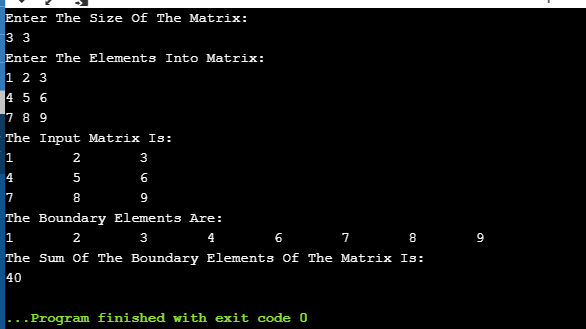 Enter The Size Of The Matrix:
3 3
Enter The Elements Into Matrix:
1 2 3
4 5 6
7 8 9
The Input Matrix Is:
1 2 3
4 5 6
7 8 9
The Boundary Elements Are:
1 2 3 4 6 7 8 9
The Sum Of The Boundary Elements Of The Matrix Is:
40
...Program finished with exit code 0